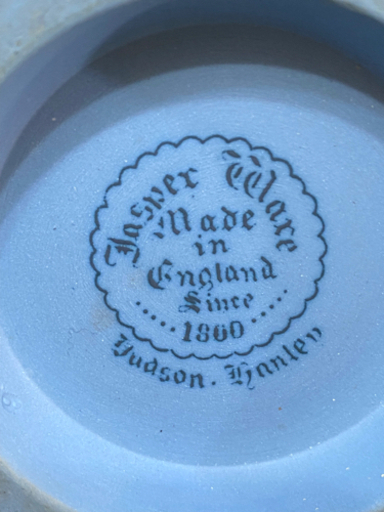 Jasper Ware
Made
in
England
Since
.....1860.....
Hudson. Hanley